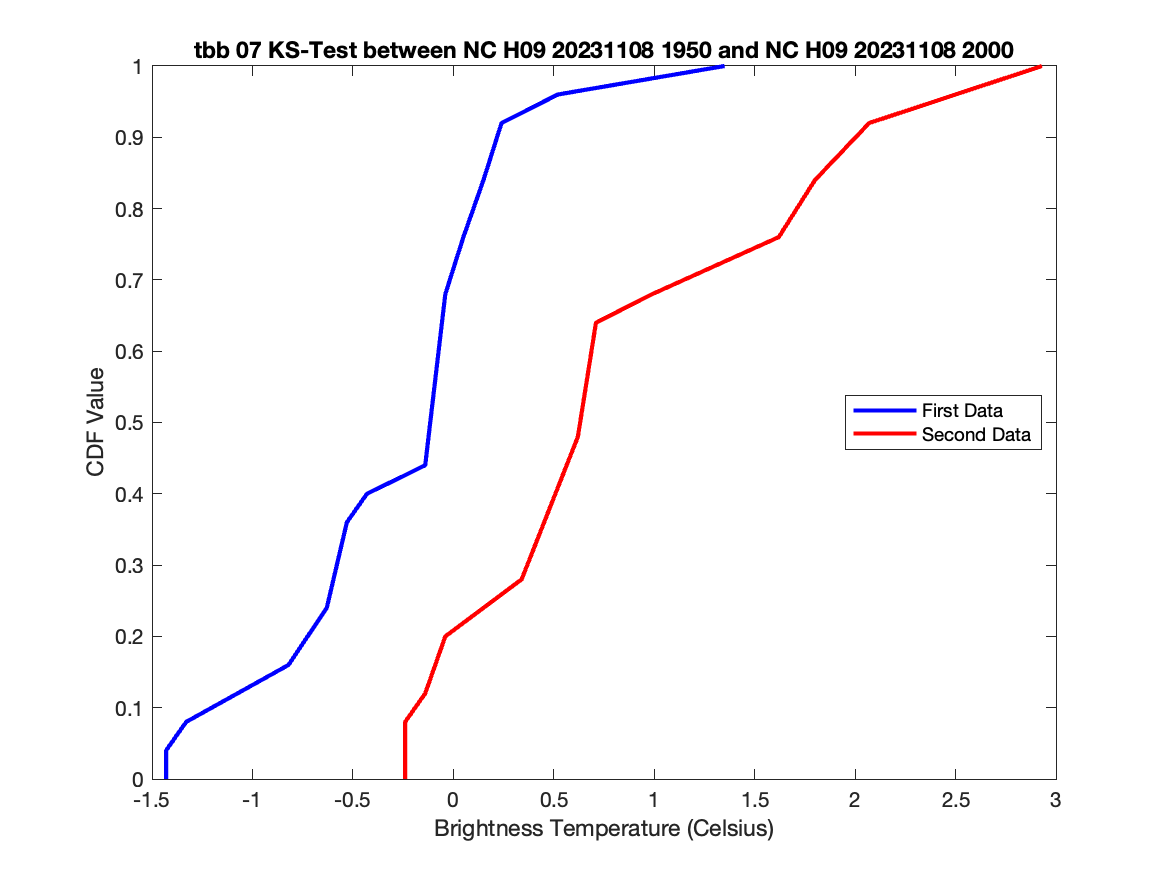 tbb 07 KS-Test between NC H09 20231108 1950 and NC H09 20231108 2000
1
0.9
0.8
0.7
0.6
0.5
0.4
0.3
0.2
0.1
0
CDF Value
First Data
Second Data
-1.5 -1 -0.5 0 0.5 1 1.5 2 2.5 3
Brightness Temperature (Celsius)